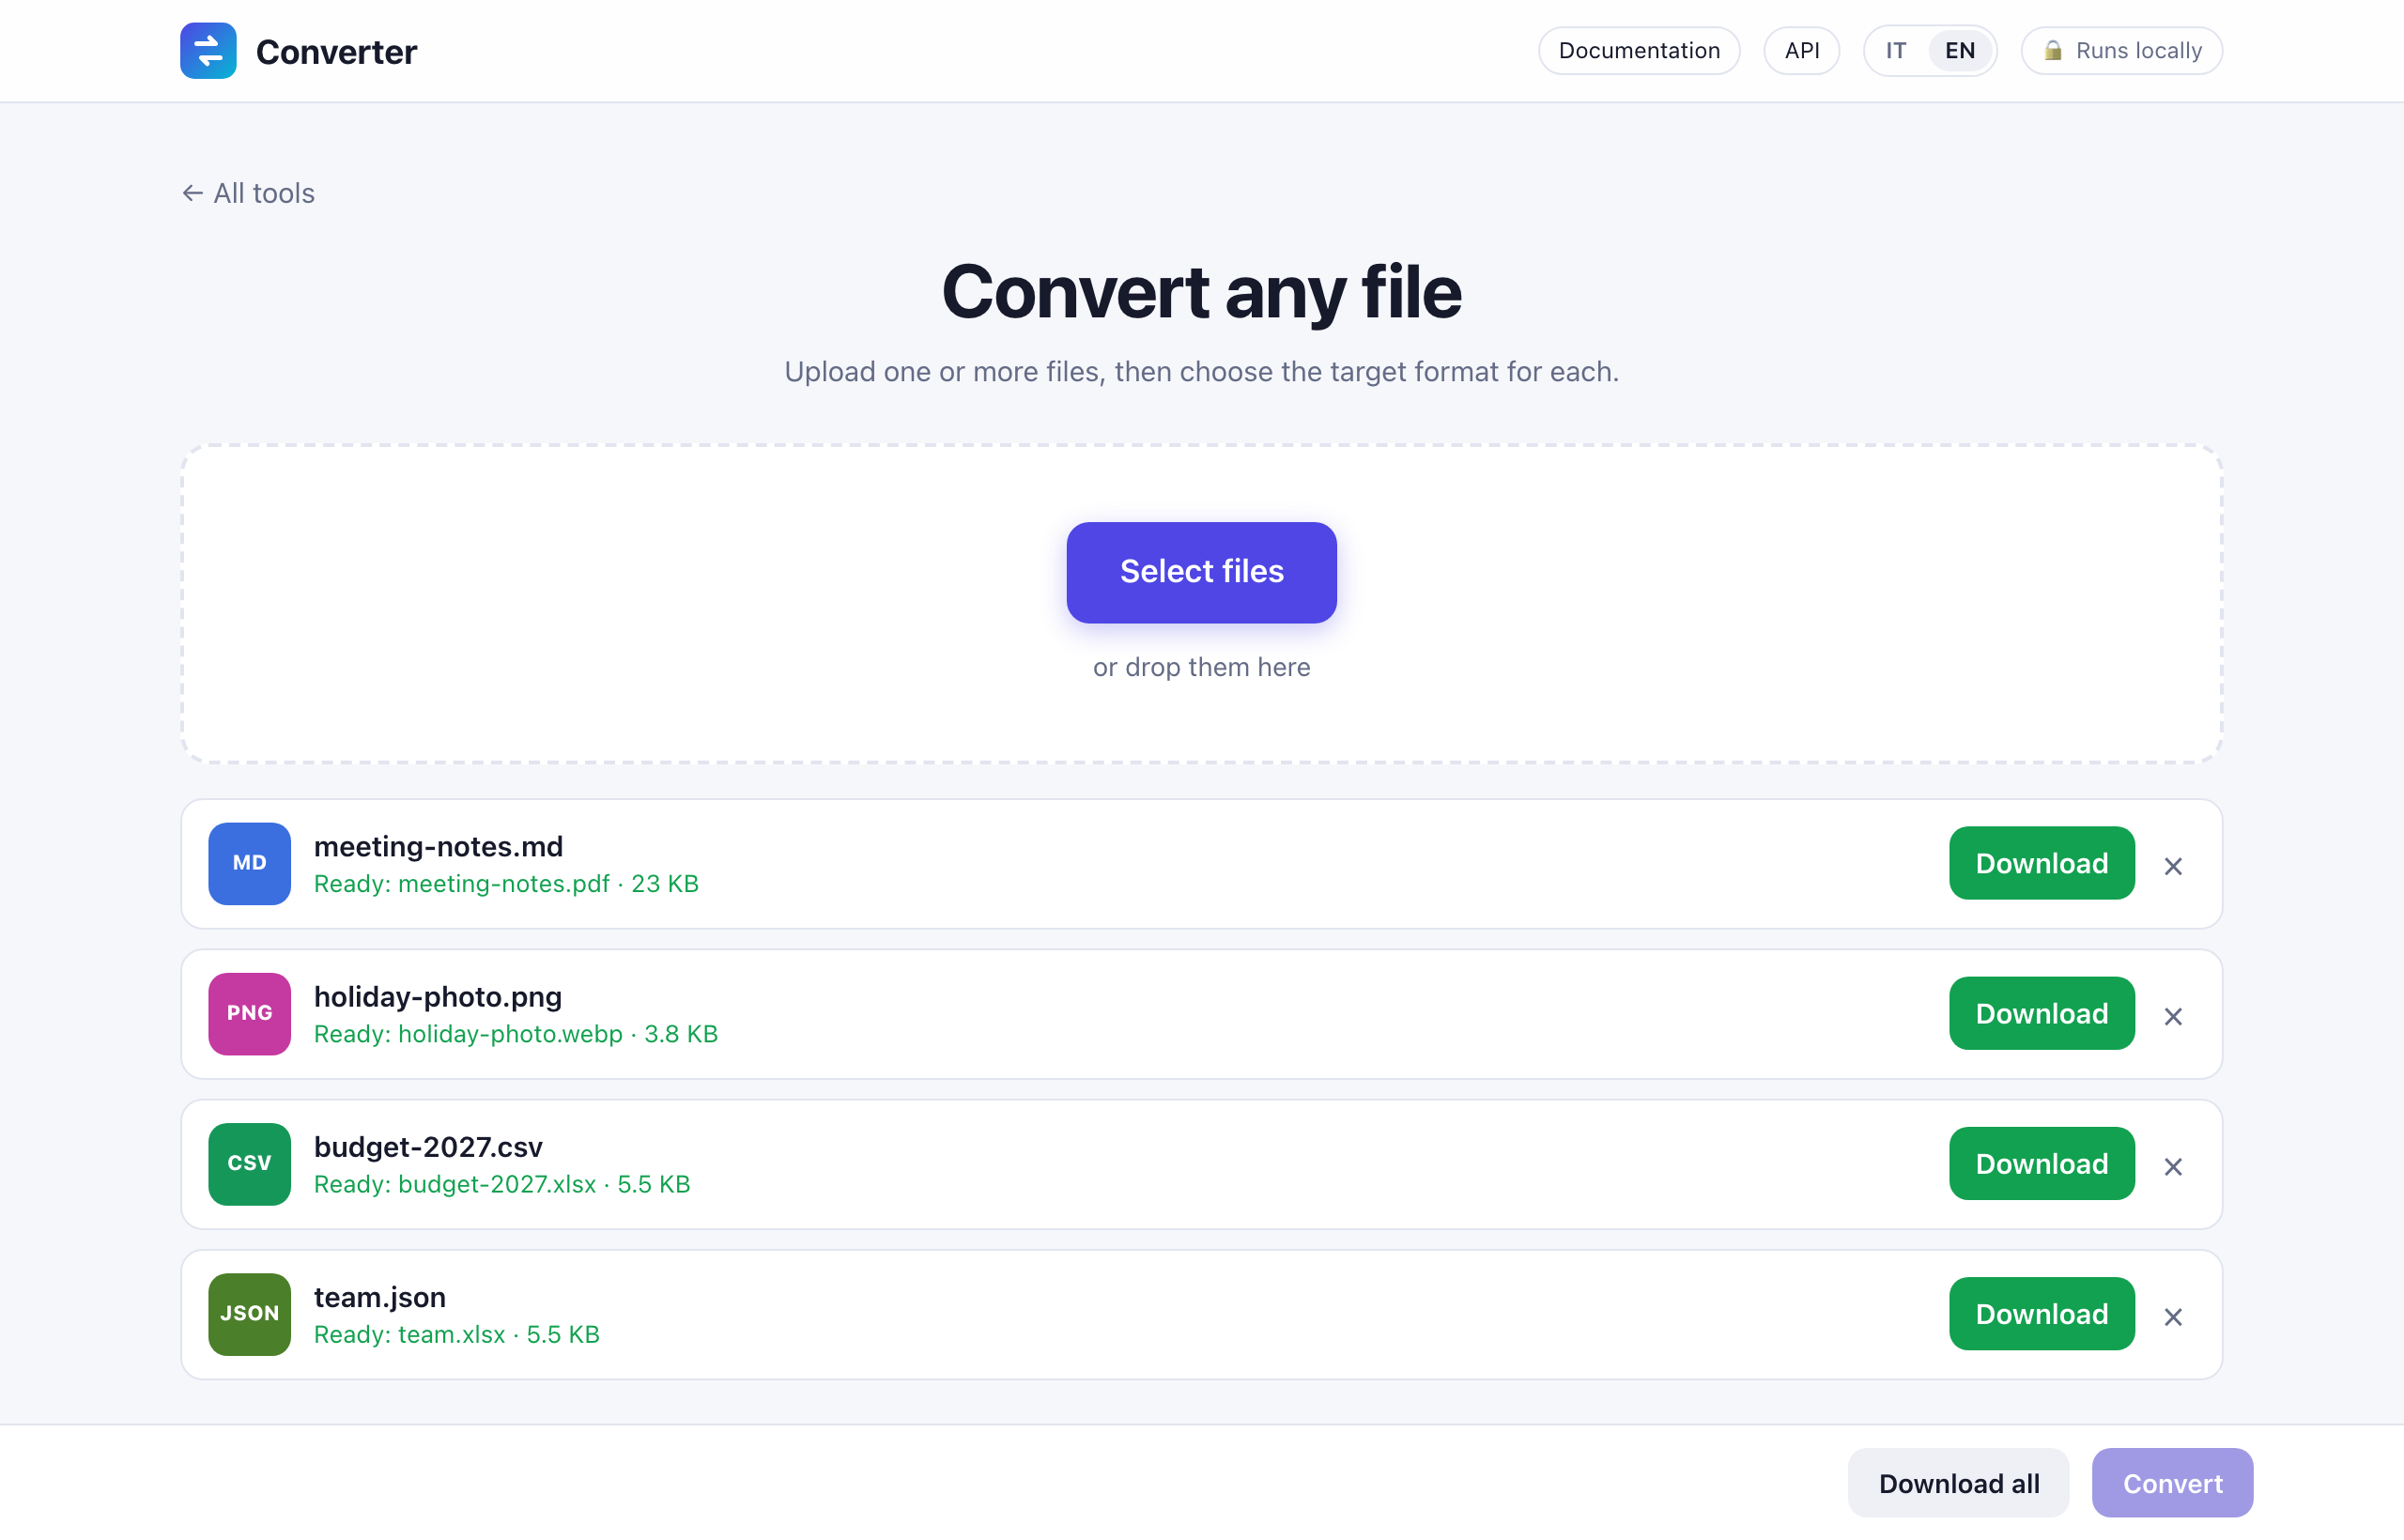 Converter
Documentation
API
IT
EN
Runs locally
← All tools
Convert any file
Upload one or more files, then choose the target format for each.
Select files
or drop them here
MD
meeting-notes.md
Ready: meeting-notes.pdf · 23 KB
Download
×
PNG
holiday-photo.png
Ready: holiday-photo.webp · 3.8 KB
Download
×
CSV
budget-2027.csv
Ready: budget-2027.xlsx · 5.5 KB
Download
×
JSON
team.json
Ready: team.xlsx · 5.5 KB
Download
×
Download all
Convert